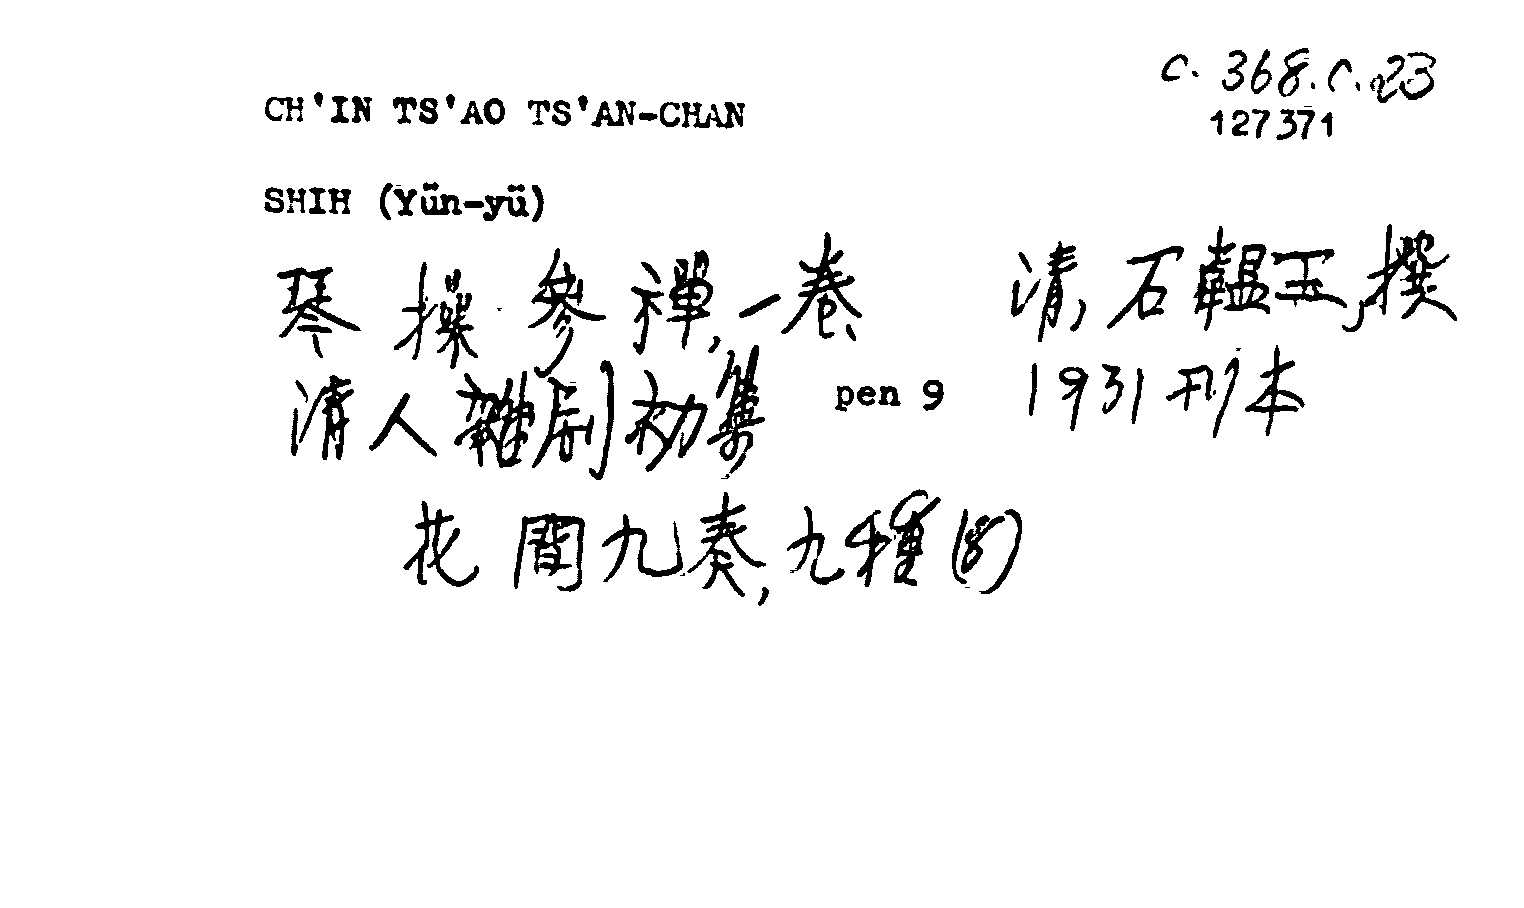 c. 368.c.23
CH'IN TS'AO TS'AN-CHAN
127371
SHIH (Yün-yü)
琴操參禪,一卷 清,石韞玉,撰
清人雜劇初集 pen 9 1931刊本
花間九奏,九種(8)